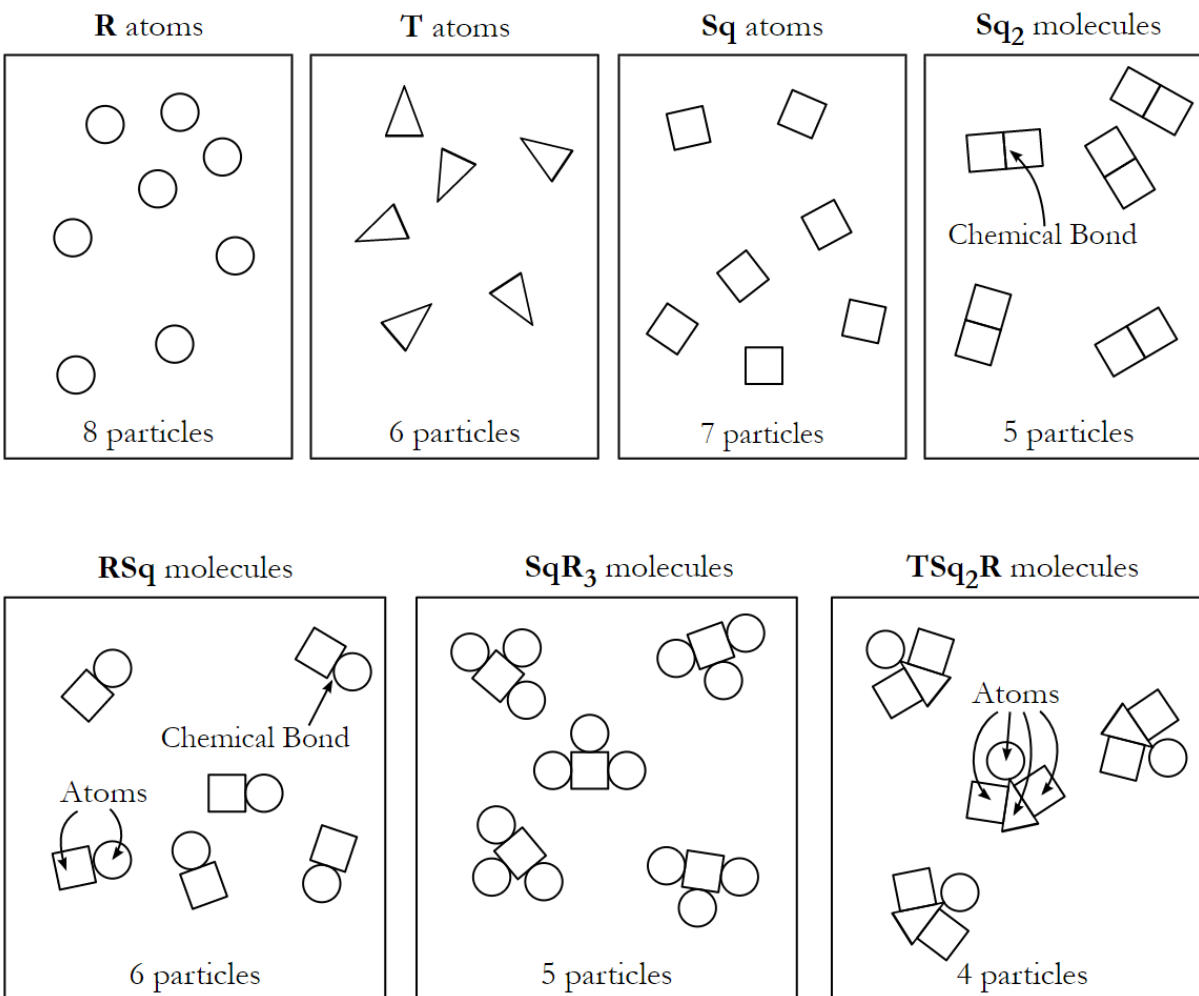 R atoms
T atoms
Sq atoms
Sq₂ molecules
Chemical Bond
8 particles
6 particles
7 particles
5 particles
RSq molecules
SqR₃ molecules
TSq₂R molecules
Atoms
Chemical Bond
Atoms
6 particles
5 particles
4 particles